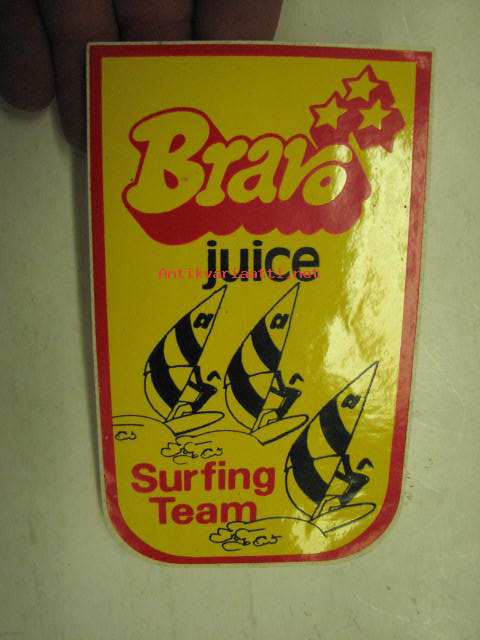 Bravo
juice
Antikvariaatti.net
Surfing
Team